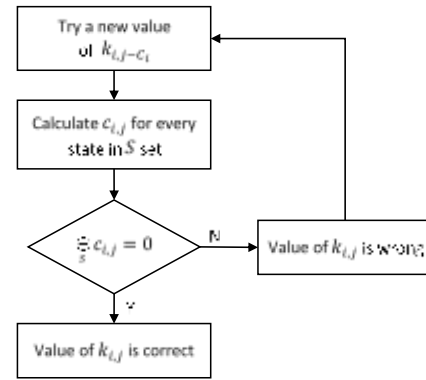 Try a new value
of k_{i,j-c_i}
Calculate c_{i,j} for every
state in S set
c_{i,j} = 0
N
Value of k_{i,j} is wrong
Y
Value of k_{i,j} is correct